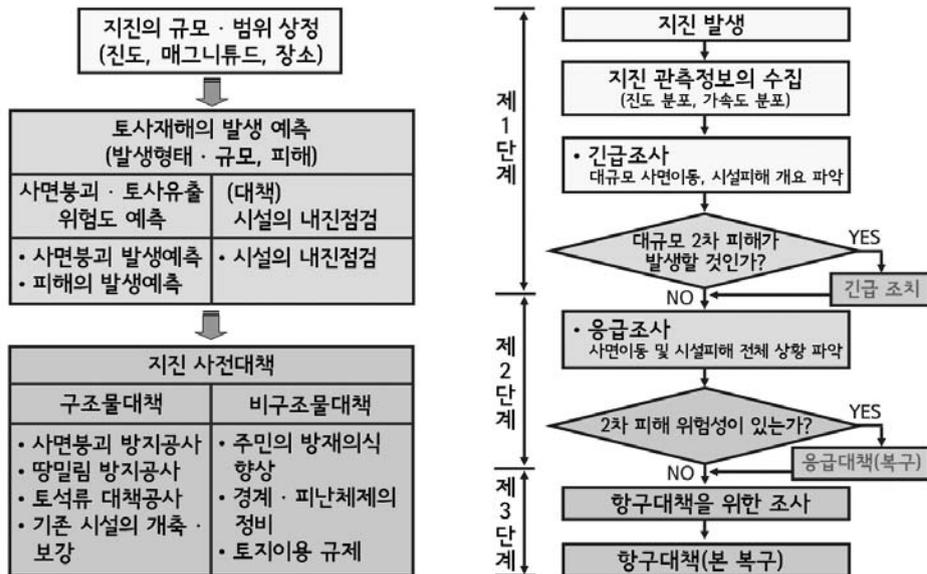 지진의 규모 · 범위 상정
(진도, 매그니튜드, 장소)
토사재해의 발생 예측
(발생형태 · 규모, 피해)
사면붕괴 · 토사유출
위험도 예측
(대책)
시설의 내진점검
• 사면붕괴 발생예측
• 피해의 발생예측
• 시설의 내진점검
지진 사전대책
구조물대책
비구조물대책
• 사면붕괴 방지공사
• 땅밀림 방지공사
• 토석류 대책공사
• 기존 시설의 개축 ·
보강
• 주민의 방재의식
향상
• 경계 · 피난체제의
정비
• 토지이용 규제
제
1
단
계
지진 발생
지진 관측정보의 수집
(진도 분포, 가속도 분포)
• 긴급조사
대규모 사면이동, 시설피해 개요 파악
대규모 2차 피해가
발생할 것인가?
YES
긴급 조치
NO
제
2
단
계
• 응급조사
사면이동 및 시설피해 전체 상황 파악
2차 피해 위험성이 있는가?
YES
응급대책(복구)
NO
제
3
단
계
항구대책을 위한 조사
항구대책(본 복구)